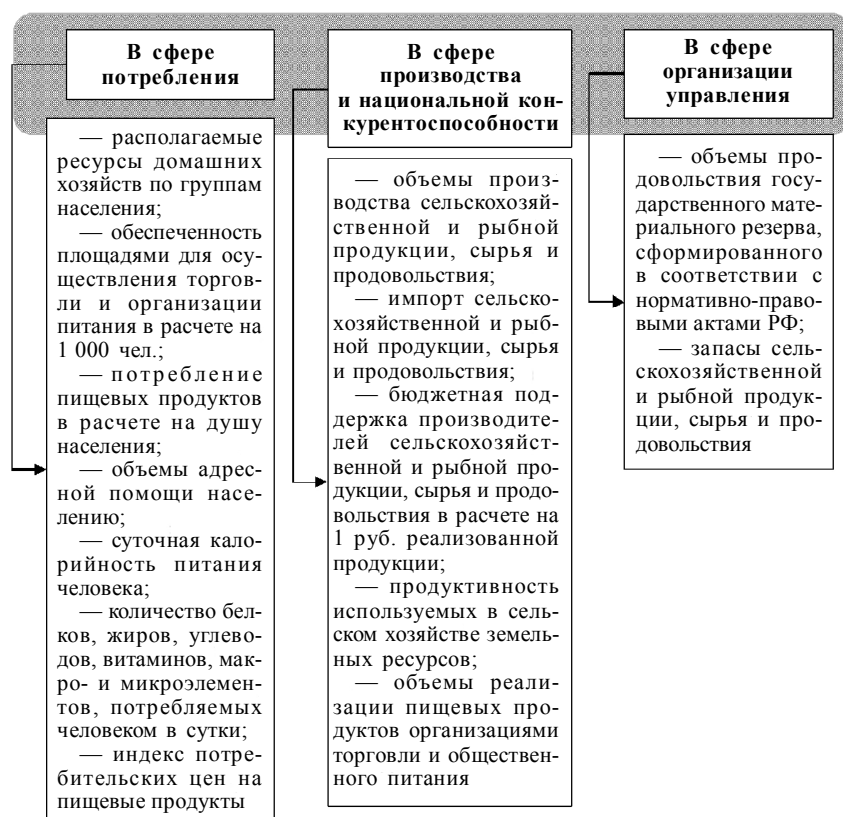 В сфере
потребления
— располагаемые
ресурсы домашних
хозяйств по группам
населения;
— обеспеченность
площадями для осу-
ществления торгов-
ли и организации
питания в расчете на
1 000 чел.;
— потребление
пищевых продуктов
в расчете на душу
населения;
— объемы адрес-
ной помощи насе-
лению;
— суточная кало-
рийность питания
человека;
— количество бел-
ков, жиров, углево-
дов, витаминов, мак-
ро- и микроэлемен-
тов, потребляемых
человеком в сутки;
— индекс потре-
бительских цен на
пищевые продукты
В сфере
производства
и национальной кон-
курентоспособности
— объемы произ-
водства сельскохозяй-
ственной и рыбной
продукции, сырья и
продовольствия;
— импорт сельско-
хозяйственной и рыб-
ной продукции, сырья
и продовольствия;
— бюджетная под-
держка производите-
лей сельскохозяйст-
венной и рыбной про-
дукции, сырья и продо-
вольствия в расчете на
1 руб. реализованной
продукции;
— продуктивность
используемых в сель-
ском хозяйстве земель-
ных ресурсов;
— объемы реали-
зации пищевых про-
дуктов организациями
торговли и обществен-
ного питания
В сфере
организации
управления
— объемы про-
довольствия госу-
дарственного мате-
риального резерва,
сформированного
в соответствии с
нормативно-право-
выми актами РФ;
— запасы сель-
скохозяйственной
и рыбной продук-
ции, сырья и про-
довольствия